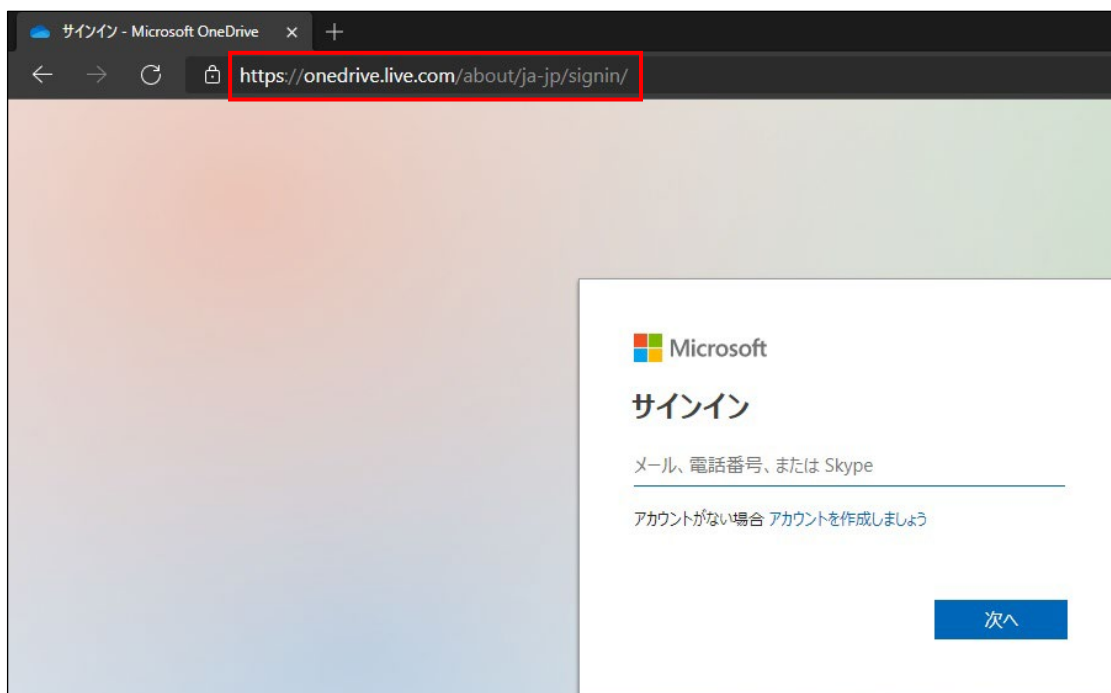 サインイン - Microsoft OneDrive
https://onedrive.live.com/about/ja-jp/signin/
Microsoft
サインイン
メール、電話番号、または Skype
アカウントがない場合 アカウントを作成しましょう
次へ